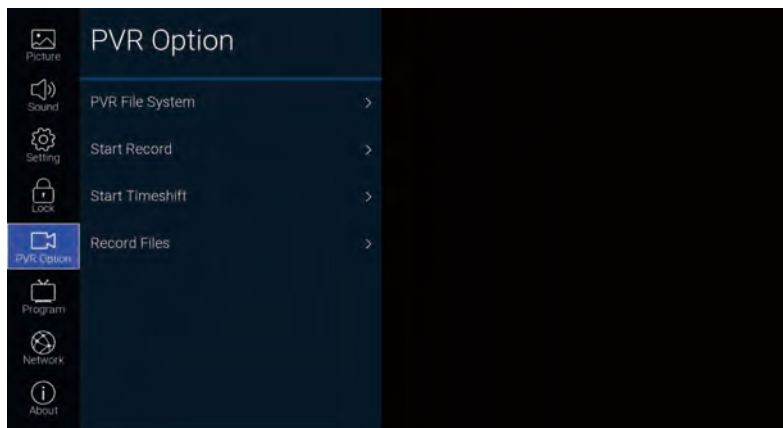 Picture
Sound
Setting
Lock
PVR Option
Program
Network
About
PVR Option
PVR File System
Start Record
Start Timeshift
Record Files